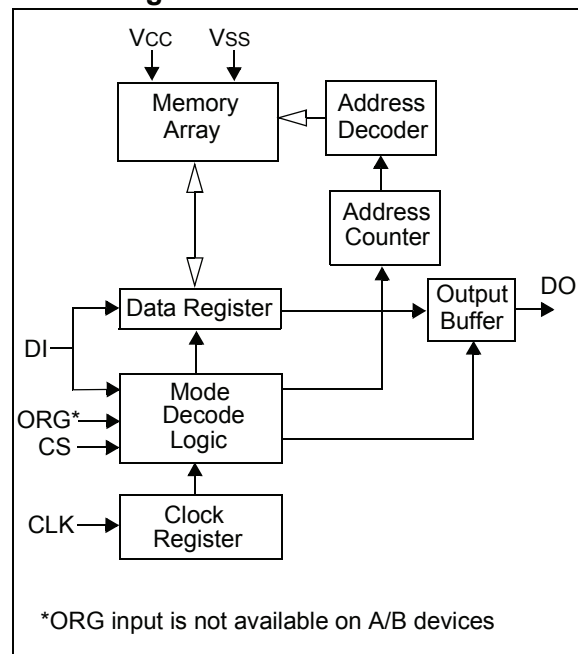 VCC VSS
Memory
Array
Address
Decoder
Address
Counter
Data Register
Output
Buffer
DO
DI
Mode
Decode
Logic
ORG*
CS
CLK
Clock
Register
*ORG input is not available on A/B devices